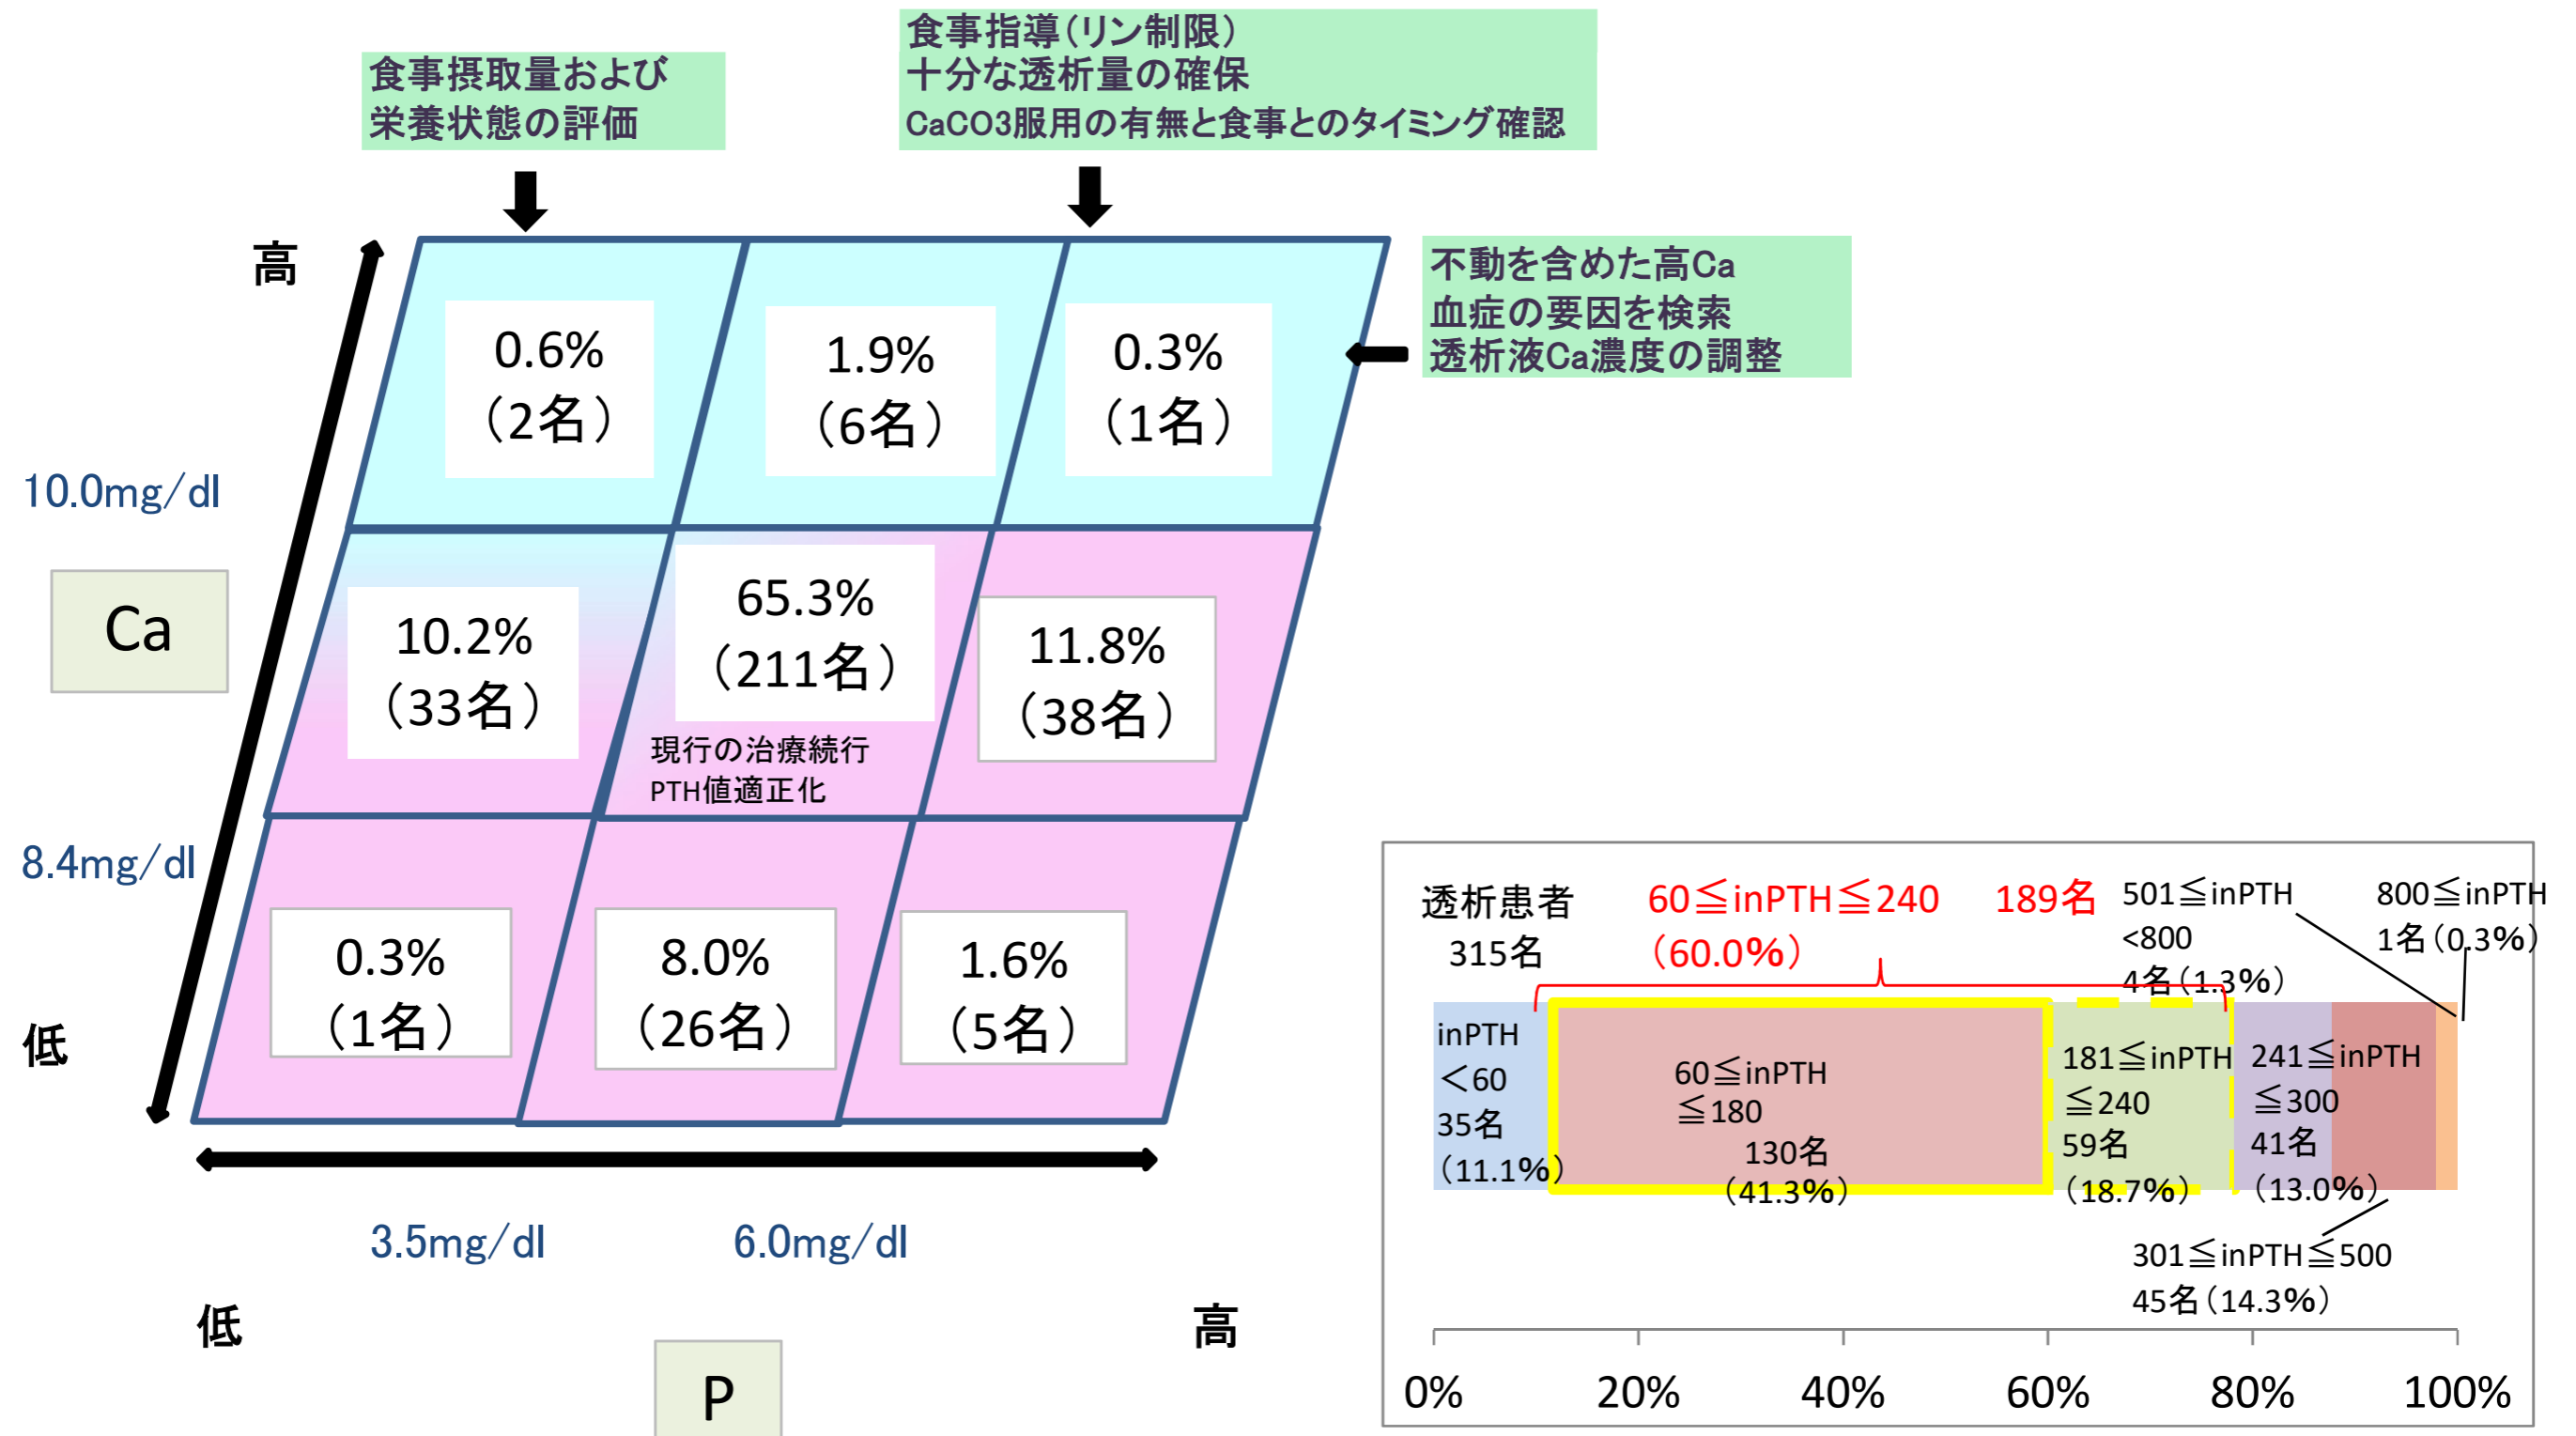 食事摂取量および
栄養状態の評価
食事指導（リン制限）
十分な透析量の確保
CaCO3服用の有無と食事とのタイミング確認
不動を含めた高Ca
血症の要因を検索
透析液Ca濃度の調整
高
10.0mg/dl
Ca
8.4mg/dl
低
0.6%
（2名）
1.9%
（6名）
0.3%
（1名）
10.2%
（33名）
65.3%
（211名）
現行の治療続行
PTH値適正化
11.8%
（38名）
0.3%
（1名）
8.0%
（26名）
1.6%
（5名）
3.5mg/dl
6.0mg/dl
低
高
P
透析患者
315名
60≦inPTH≦240 189名
（60.0%）
501≦inPTH
<800
4名（1.3%）
800≦inPTH
1名（0.3%）
inPTH
＜60
35名
（11.1%）
60≦inPTH
≦180
130名
（41.3%）
181≦inPTH
≦240
59名
（18.7%）
241≦inPTH
≦300
41名
（13.0%）
301≦inPTH≦500
45名（14.3%）
0%
20%
40%
60%
80%
100%